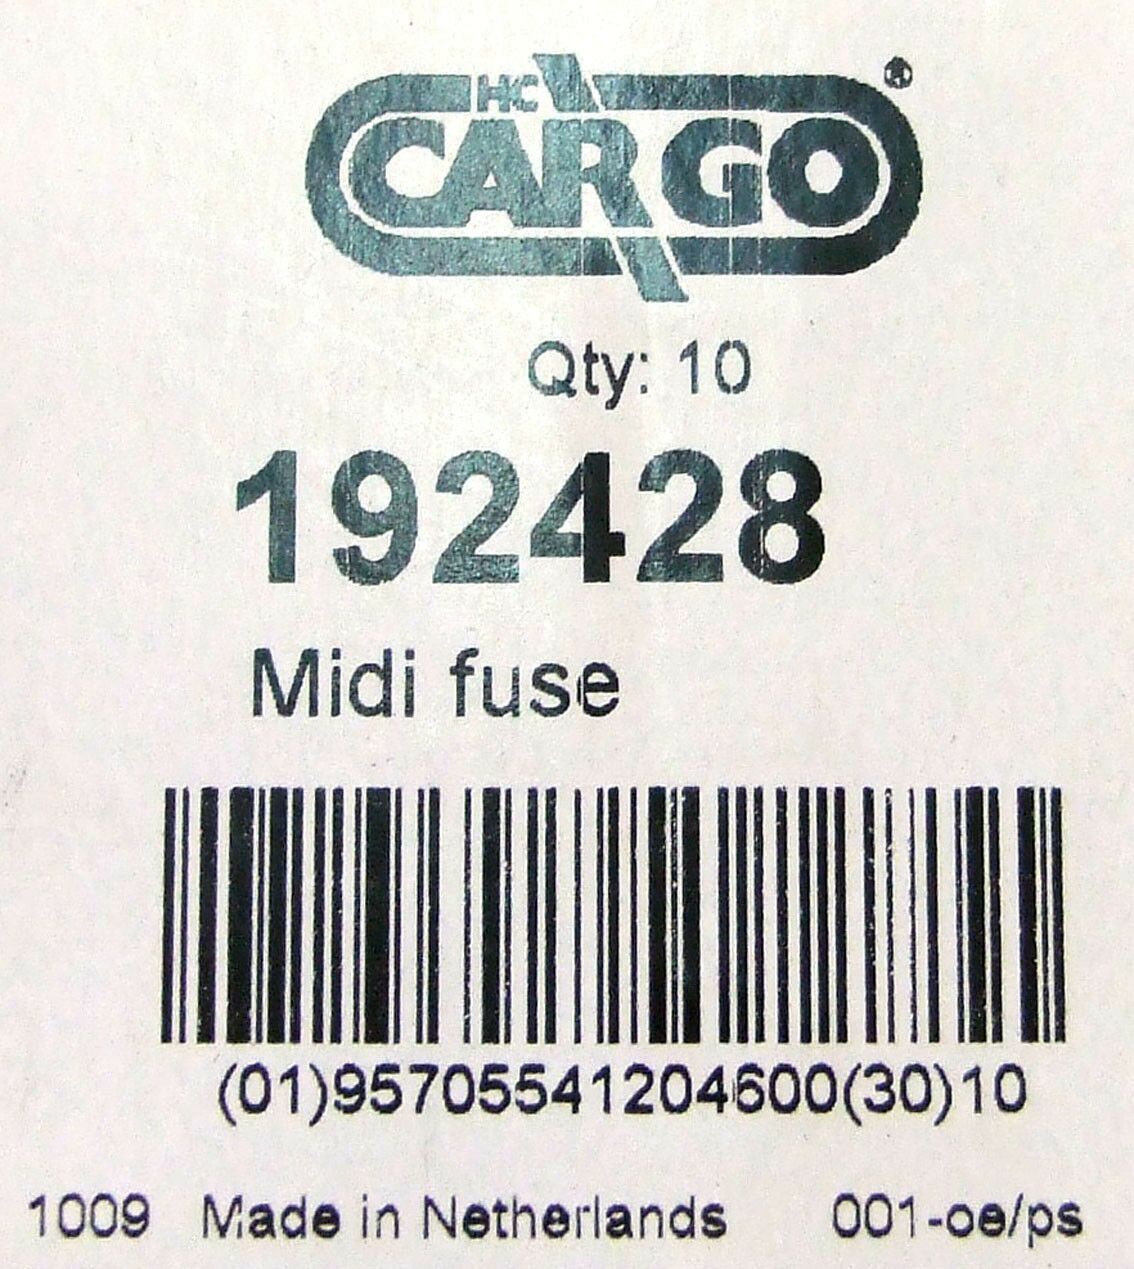 HC
CARGO®
Qty: 10
192428
Midi fuse
(01)95705541204600(30)10
1009 Made in Netherlands 001-oe/ps